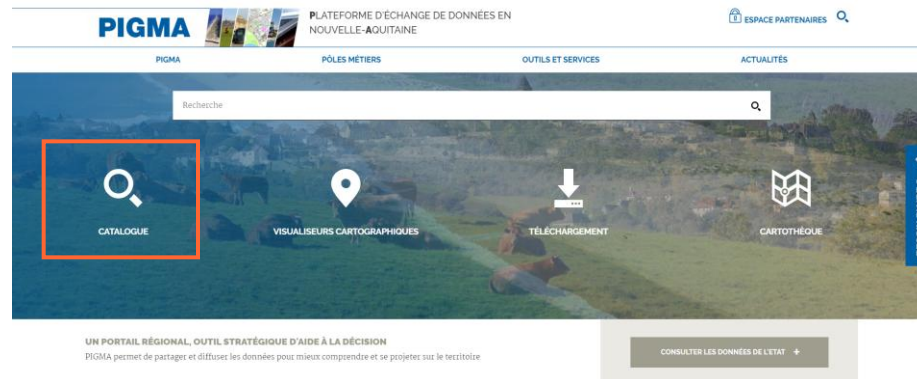 PIGMA
PLATEFORME D'ÉCHANGE DE DONNÉES EN
NOUVELLE-AQUITAINE
ESPACE PARTENAIRES
PIGMA PÔLES MÉTIERS OUTILS ET SERVICES ACTUALITÉS
Recherche
CATALOGUE VISUALISEURS CARTOGRAPHIQUES TÉLÉCHARGEMENT CARTOTHÈQUE
UN PORTAIL RÉGIONAL, OUTIL STRATÉGIQUE D'AIDE À LA DÉCISION
PIGMA permet de partager et diffuser les données pour mieux comprendre et se projeter sur le territoire
CONSULTER LES DONNÉES DE L'ETAT +